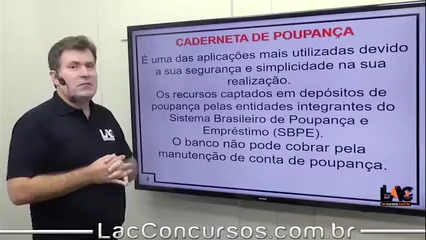 CADERNETA DE POUPANÇA
É uma das aplicações mais utilizadas devido
a sua segurança e simplicidade na sua
realização.
Os recursos captados em depósitos de
poupança pelas entidades integrantes do
Sistema Brasileiro de Poupança e
Empréstimo (SBPE).
O banco não pode cobrar pela
manutenção de conta de poupança.
2
LAC
LAC
LacConcursos.com.br